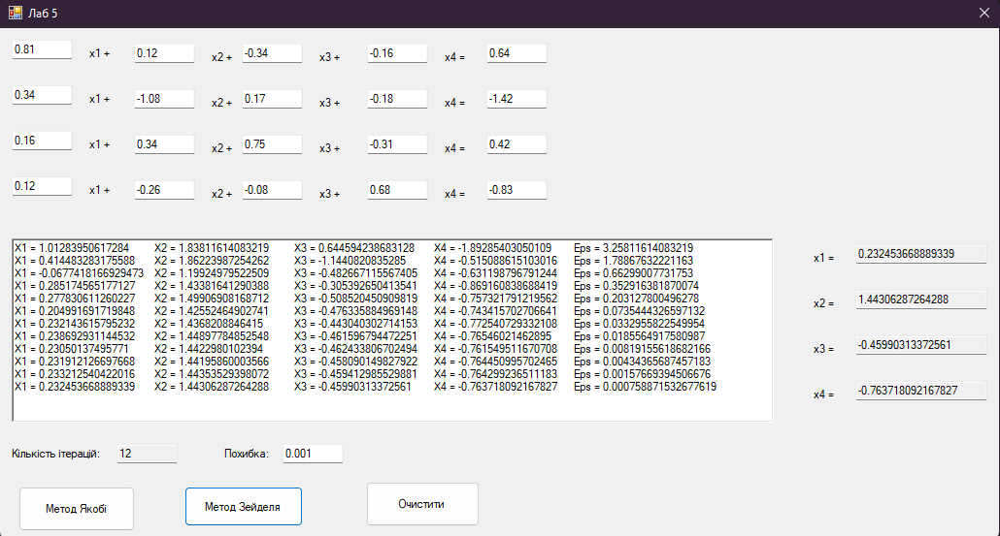 Лаб 5
0.81 x1 + 0.12 x2 + -0.34 x3 + -0.16 x4 = 0.64
0.34 x1 + -1.08 x2 + 0.17 x3 + -0.18 x4 = -1.42
0.16 x1 + 0.34 x2 + 0.75 x3 + -0.31 x4 = 0.42
0.12 x1 + -0.26 x2 + -0.08 x3 + 0.68 x4 = -0.83
X1 = 1.01283950617284 X2 = 1.83811614083219 X3 = 0.644594238683128 X4 = -1.89285403050109 Eps = 3.25811614083219
X1 = 0.414483283175588 X2 = 1.86223987254262 X3 = -1.1440820835285 X4 = -0.515088615103016 Eps = 1.78867632221163
X1 = -0.0677418166929473 X2 = 1.19924979522509 X3 = -0.482667115567405 X4 = -0.631198796791244 Eps = 0.66299007731753
X1 = 0.285174565177127 X2 = 1.43381641290388 X3 = -0.305392650413541 X4 = -0.869160838688419 Eps = 0.352916381870074
X1 = 0.277830611260227 X2 = 1.49906908168712 X3 = -0.508520450909819 X4 = -0.757321791219562 Eps = 0.203127800496278
X1 = 0.204991691719848 X2 = 1.42552464902741 X3 = -0.476335884969148 X4 = -0.743415702706641 Eps = 0.0735444326597132
X1 = 0.232143615795232 X2 = 1.43682088846415 X3 = -0.443040302714153 X4 = -0.772540729332108 Eps = 0.0332955822549954
X1 = 0.238692931144532 X2 = 1.44897784852548 X3 = -0.461596794472251 X4 = -0.76546021462895 Eps = 0.0185564917580987
X1 = 0.23050137495771 X2 = 1.4422980102394 X3 = -0.462433806702494 X4 = -0.761549511670708 Eps = 0.00819155618682166
X1 = 0.231912126697668 X2 = 1.44195860003566 X3 = -0.458090149827922 X4 = -0.764450995702465 Eps = 0.00434365687457183
X1 = 0.233212540422016 X2 = 1.44353529398072 X3 = -0.459412985529881 X4 = -0.764299236511183 Eps = 0.00157669394506676
X1 = 0.232453668889339 X2 = 1.44306287264288 X3 = -0.45990313372561 X4 = -0.763718092167827 Eps = 0.000758871532677619
x1 = 0.232453668889339
x2 = 1.44306287264288
x3 = -0.45990313372561
x4 = -0.763718092167827
Кількість ітерацій: 12 Похибка: 0.001
Метод Якобі Метод Зейделя Очистити